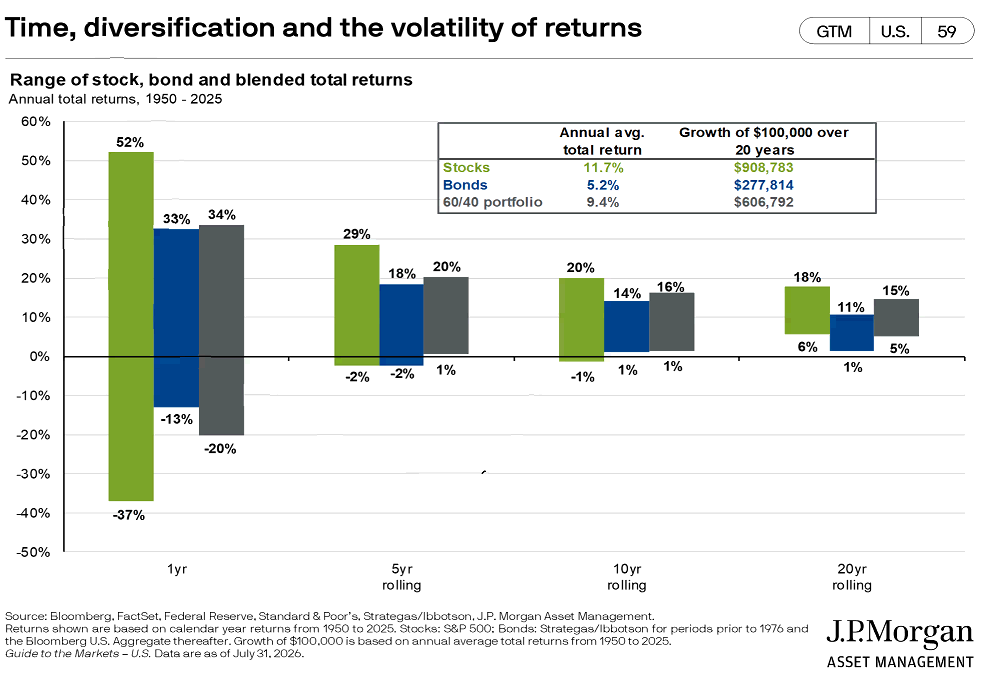 Time, diversification and the volatility of returns
GTM U.S. 59
Range of stock, bond and blended total returns
Annual total returns, 1950 - 2025
Annual avg. total return Growth of $100,000 over 20 years
Stocks 11.7% $908,783
Bonds 5.2% $277,814
60/40 portfolio 9.4% $606,792
60%
50%
40%
30%
20%
10%
0%
-10%
-20%
-30%
-40%
-50%
52% 33% 34%
-37% -13% -20%
29% 18% 20%
-2% -2% 1%
20% 14% 16%
-1% 1% 1%
18% 11% 15%
6% 1% 5%
1yr
5yr rolling
10yr rolling
20yr rolling
Source: Bloomberg, FactSet, Federal Reserve, Standard & Poor's, Strategas/Ibbotson, J.P. Morgan Asset Management.
Returns shown are based on calendar year returns from 1950 to 2025. Stocks: S&P 500; Bonds: Strategas/Ibbotson for periods prior to 1976 and
the Bloomberg U.S. Aggregate thereafter. Growth of $100,000 is based on annual average total returns from 1950 to 2025.
Guide to the Markets – U.S. Data are as of July 31, 2026.
J.P.Morgan
ASSET MANAGEMENT